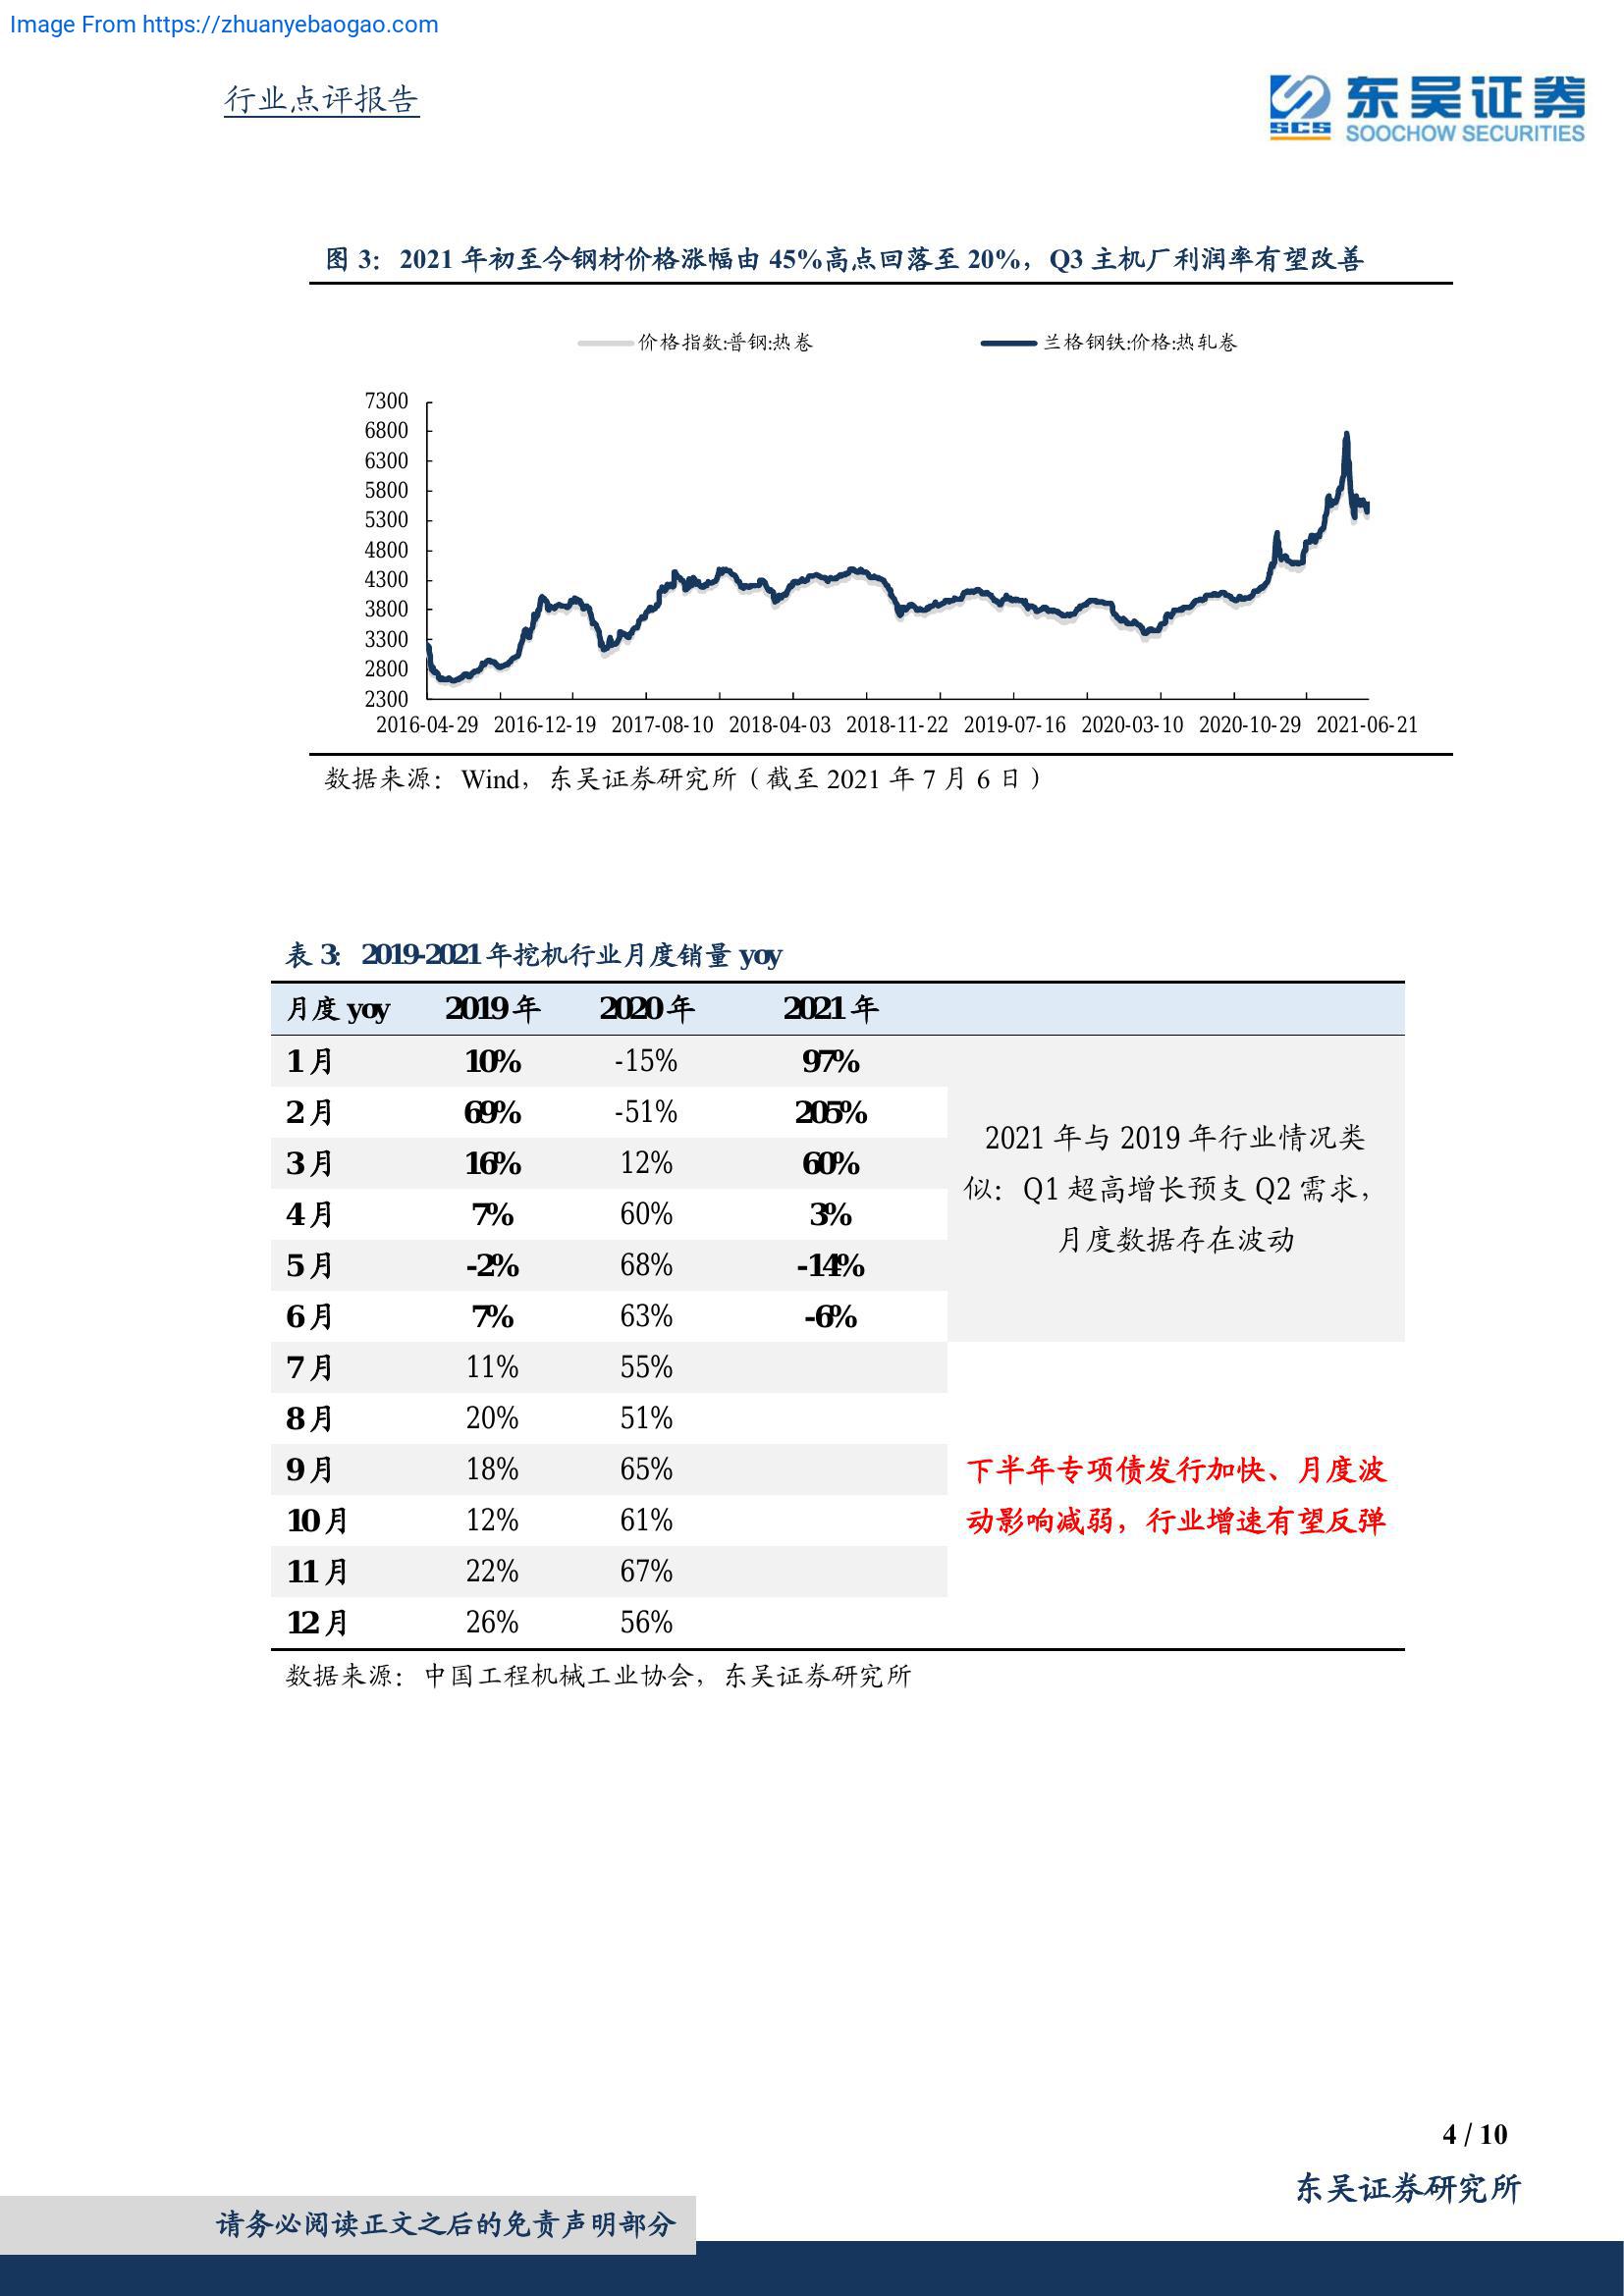 Image From https://zhuanyebaogao.com
行业点评报告
SCS
东吴证券
SOOCHOW SECURITIES
图 3：2021 年初至今钢材价格涨幅由 45%高点回落至 20%，Q3 主机厂利润率有望改善
价格指数:普钢:热卷 兰格钢铁:价格:热轧卷
7300
6800
6300
5800
5300
4800
4300
3800
3300
2800
2300
2016-04-29 2016-12-19 2017-08-10 2018-04-03 2018-11-22 2019-07-16 2020-03-10 2020-10-29 2021-06-21
数据来源：Wind，东吴证券研究所（截至 2021 年 7 月 6 日）
表 3：2019-2021 年挖机行业月度销量 yoy
月度 yoy 2019 年 2020 年 2021 年
1 月 10% -15% 97%
2 月 69% -51% 205%
3 月 16% 12% 60%
4 月 7% 60% 3%
5 月 -2% 68% -14%
6 月 7% 63% -6%
2021 年与 2019 年行业情况类
似：Q1 超高增长预支 Q2 需求，
月度数据存在波动
7 月 11% 55%
8 月 20% 51%
9 月 18% 65%
10 月 12% 61%
11 月 22% 67%
12 月 26% 56%
下半年专项债发行加快、月度波
动影响减弱，行业增速有望反弹
数据来源：中国工程机械工业协会，东吴证券研究所
4 / 10
东吴证券研究所
请务必阅读正文之后的免责声明部分